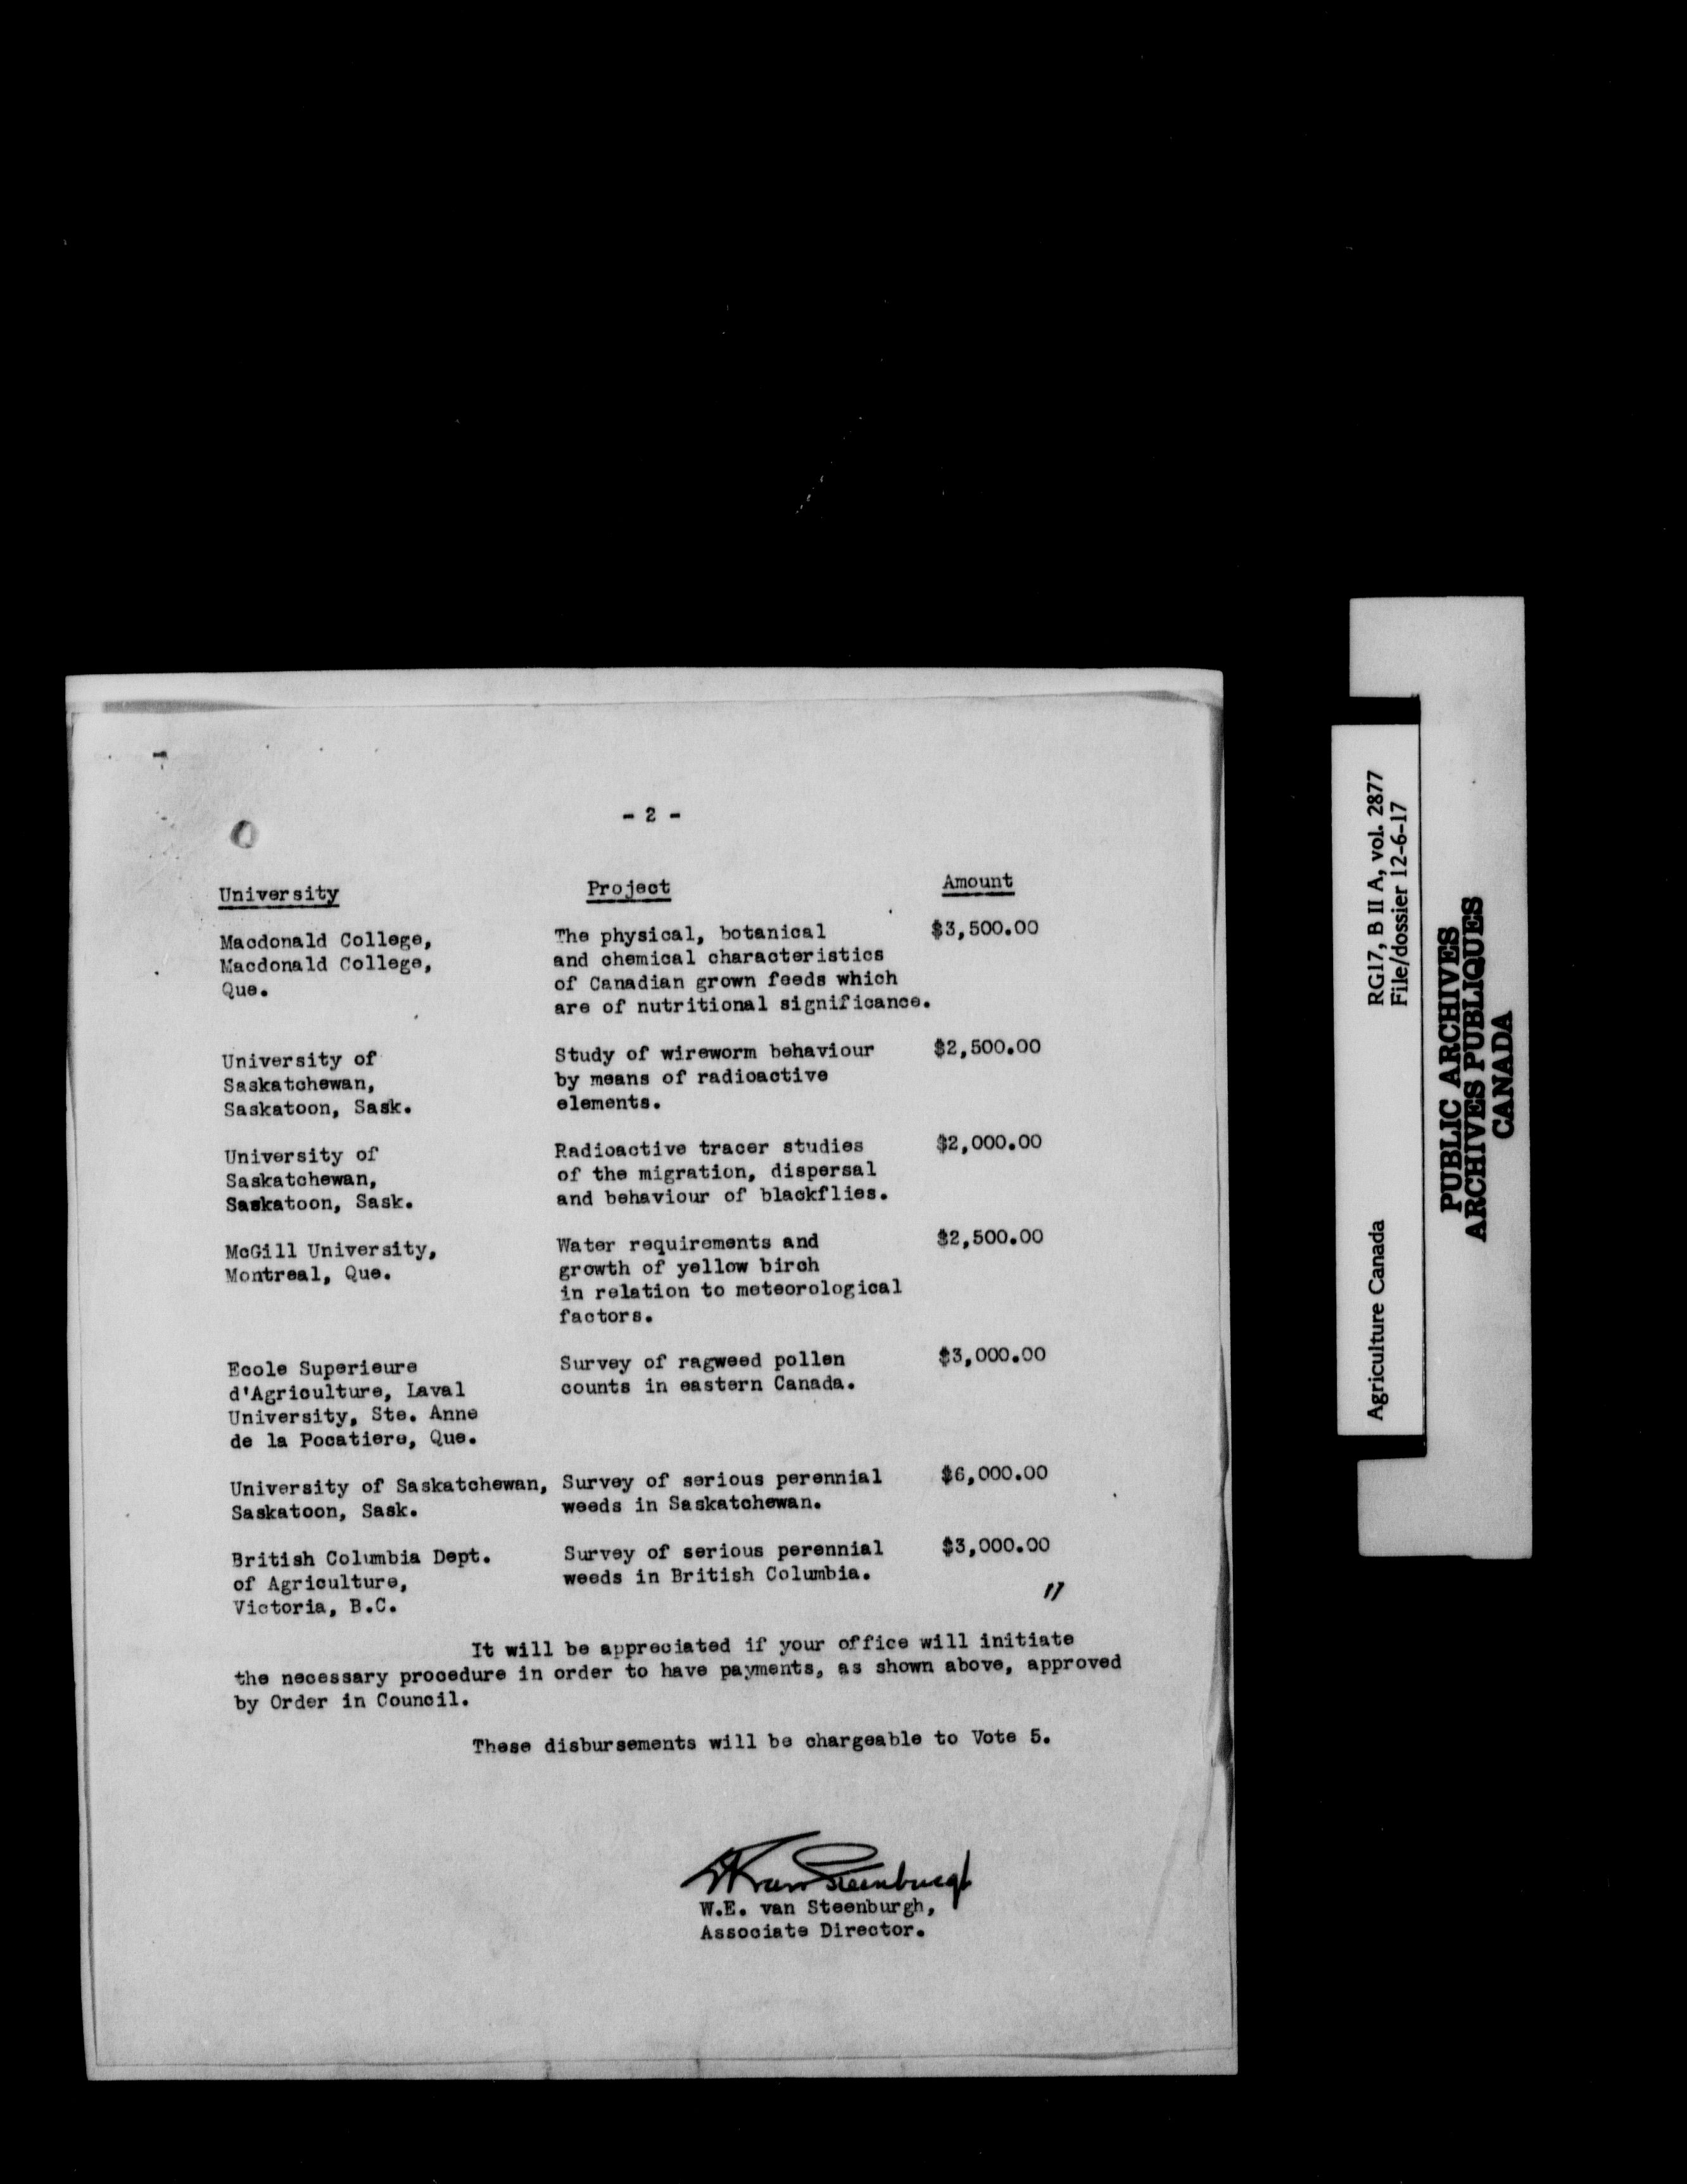 - 2 -
University Project Amount
Macdonald College, The physical, botanical $3,500.00
Macdonald College, and chemical characteristics
Que. of Canadian grown feeds which
are of nutritional significance.
University of Study of wireworm behaviour $2,500.00
Saskatchewan, by means of radioactive
Saskatoon, Sask. elements.
University of Radioactive tracer studies $2,000.00
Saskatchewan, of the migration, dispersal
Saskatoon, Sask. and behaviour of blackflies.
McGill University, Water requirements and $2,500.00
Montreal, Que. growth of yellow birch
in relation to meteorological
factors.
Ecole Superieure Survey of ragweed pollen $3,000.00
d'Agriculture, Laval counts in eastern Canada.
University, Ste. Anne
de la Pocatiere, Que.
University of Saskatchewan, Survey of serious perennial $6,000.00
Saskatoon, Sask. weeds in Saskatchewan.
British Columbia Dept. Survey of serious perennial $3,000.00
of Agriculture, weeds in British Columbia.
Victoria, B.C.
It will be appreciated if your office will initiate
the necessary procedure in order to have payments, as shown above, approved
by Order in Council.
These disbursements will be chargeable to Vote 5.
W.E. van Steenburgh,
Associate Director.
Agriculture Canada RG17, B II A, vol. 2877
File/dossier 12-6-17
PUBLIC ARCHIVES
ARCHIVES PUBLIQUES
CANADA